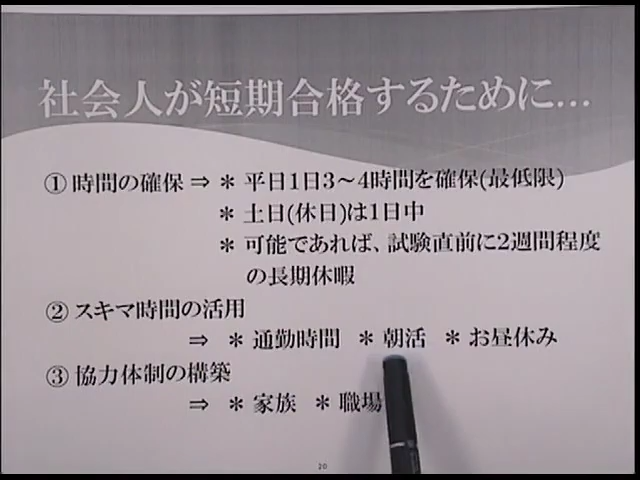 社会人が短期合格するために…
① 時間の確保 ⇒ ＊ 平日1日3～4時間を確保(最低限)
＊ 土日(休日)は1日中
＊ 可能であれば、試験直前に2週間程度
の長期休暇
② スキマ時間の活用
⇒ ＊ 通勤時間 ＊ 朝活 ＊ お昼休み
③ 協力体制の構築
⇒ ＊ 家族 ＊ 職場
20